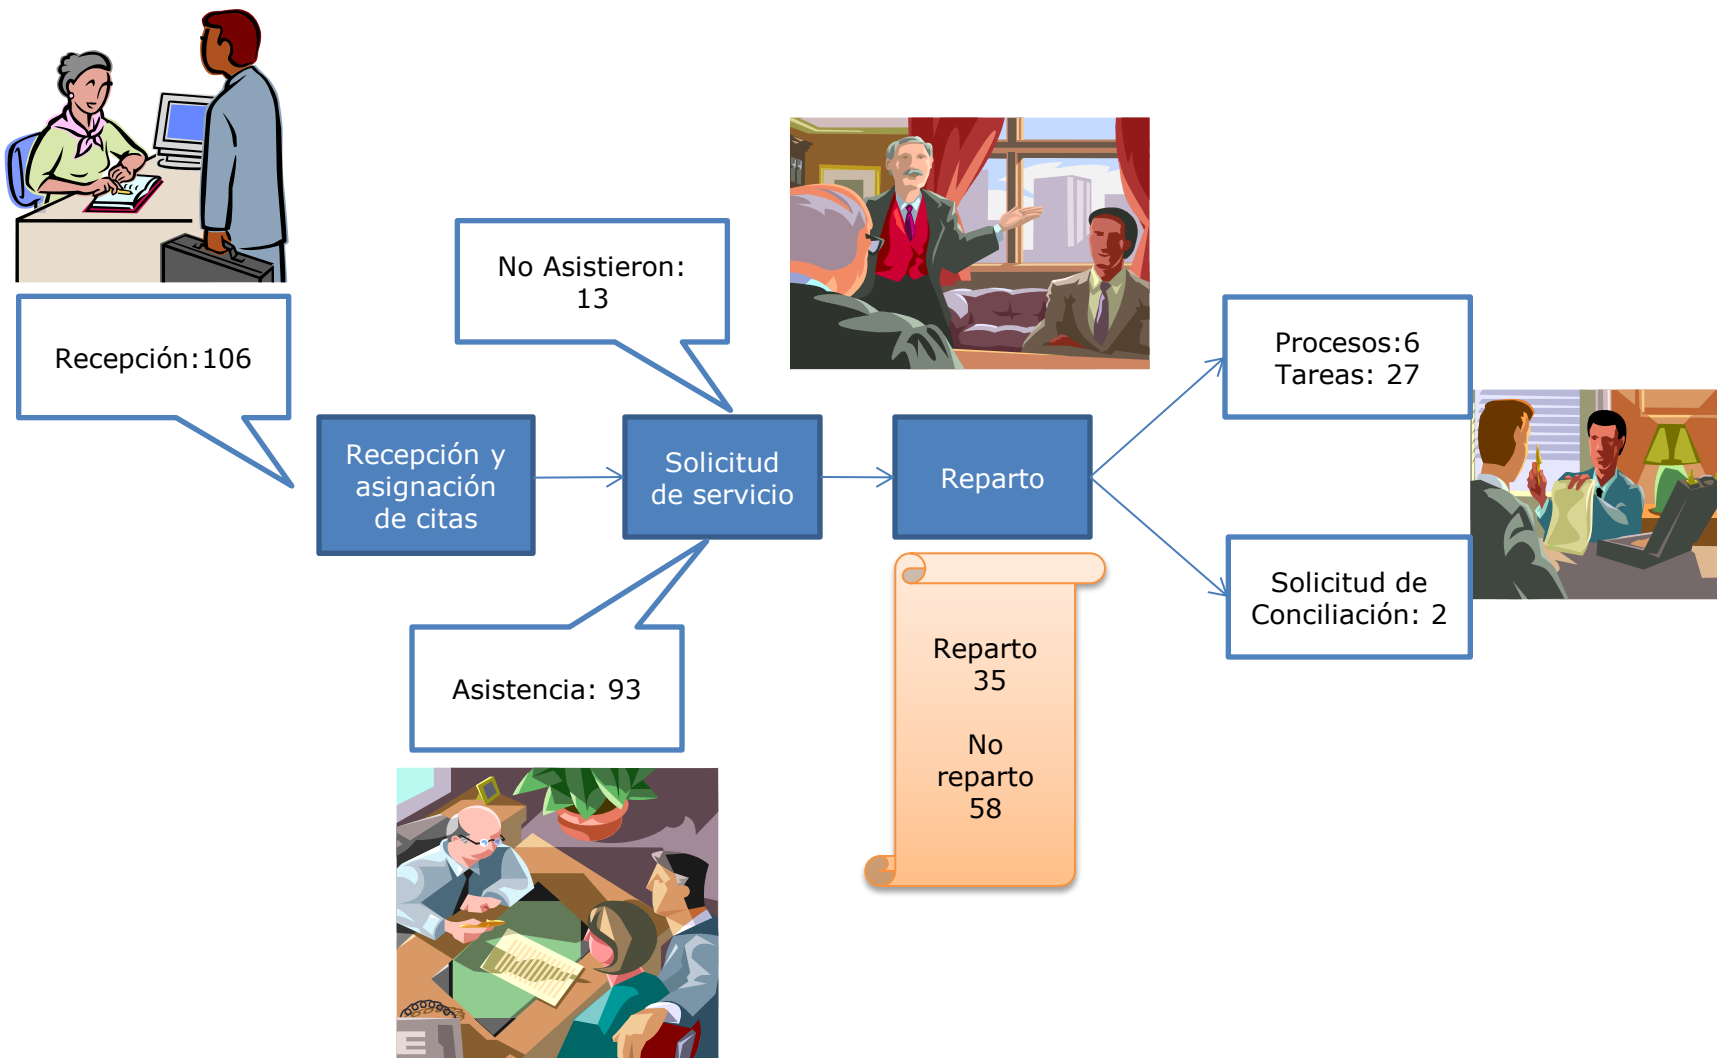 Recepción:106
No Asistieron:
13
Recepción y
asignación
de citas
Solicitud
de servicio
Reparto
Procesos:6
Tareas: 27
Solicitud de
Conciliación: 2
Asistencia: 93
Reparto
35
No
reparto
58